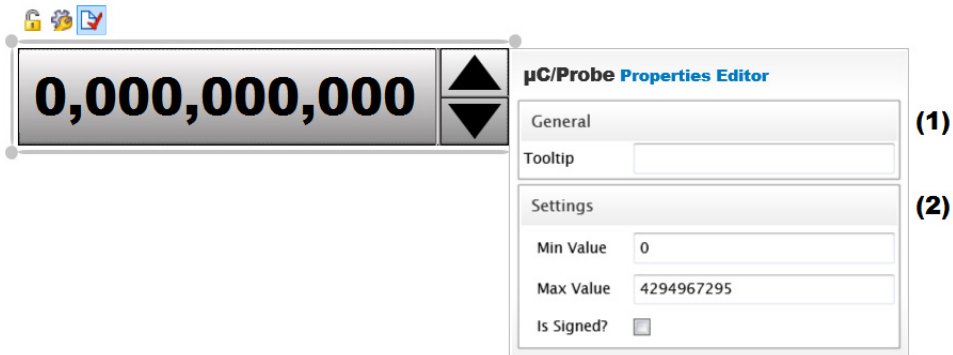 0,000,000,000
µC/Probe Properties Editor
General
(1)
Tooltip
Settings
(2)
Min Value 0
Max Value 4294967295
Is Signed?